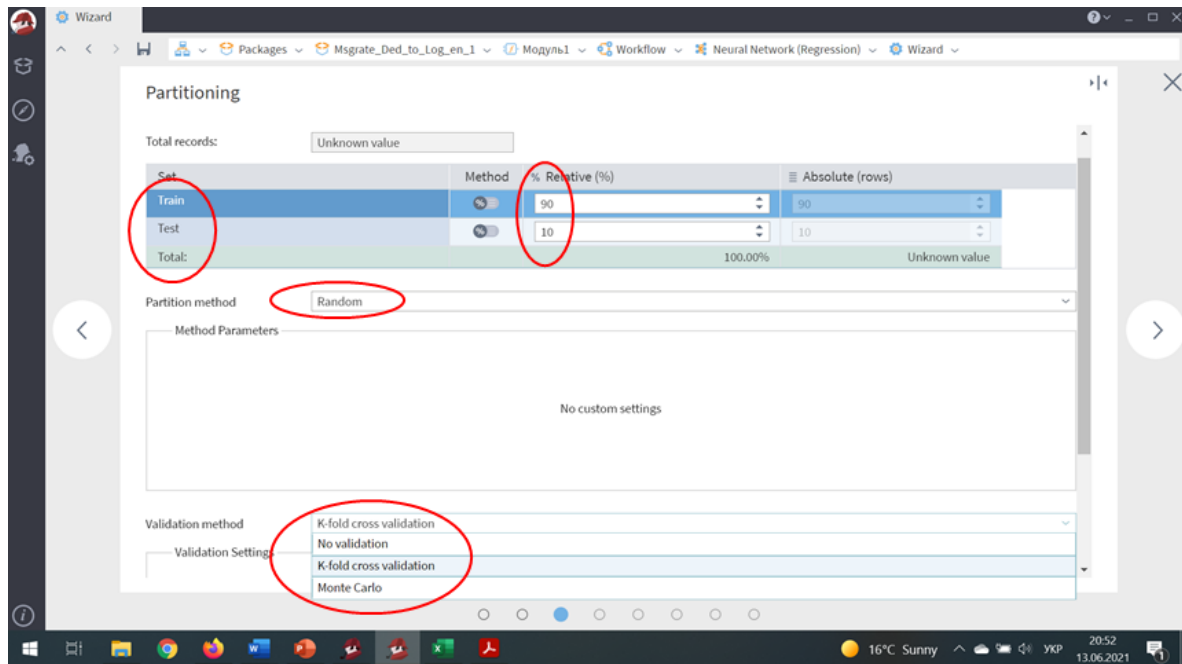 Wizard
Packages Msgrate_Ded_to_Log_en_1 Модуль1 Workflow Neural Network (Regression) Wizard
Partitioning
Total records: Unknown value
Set Method % Relative (%) Absolute (rows)
Train 90 90
Test 10 10
Total: 100.00% Unknown value
Partition method Random
Method Parameters
No custom settings
Validation method K-fold cross validation
No validation
Validation Settings
K-fold cross validation
Monte Carlo
16°C Sunny УКР 20:52
13.06.2021